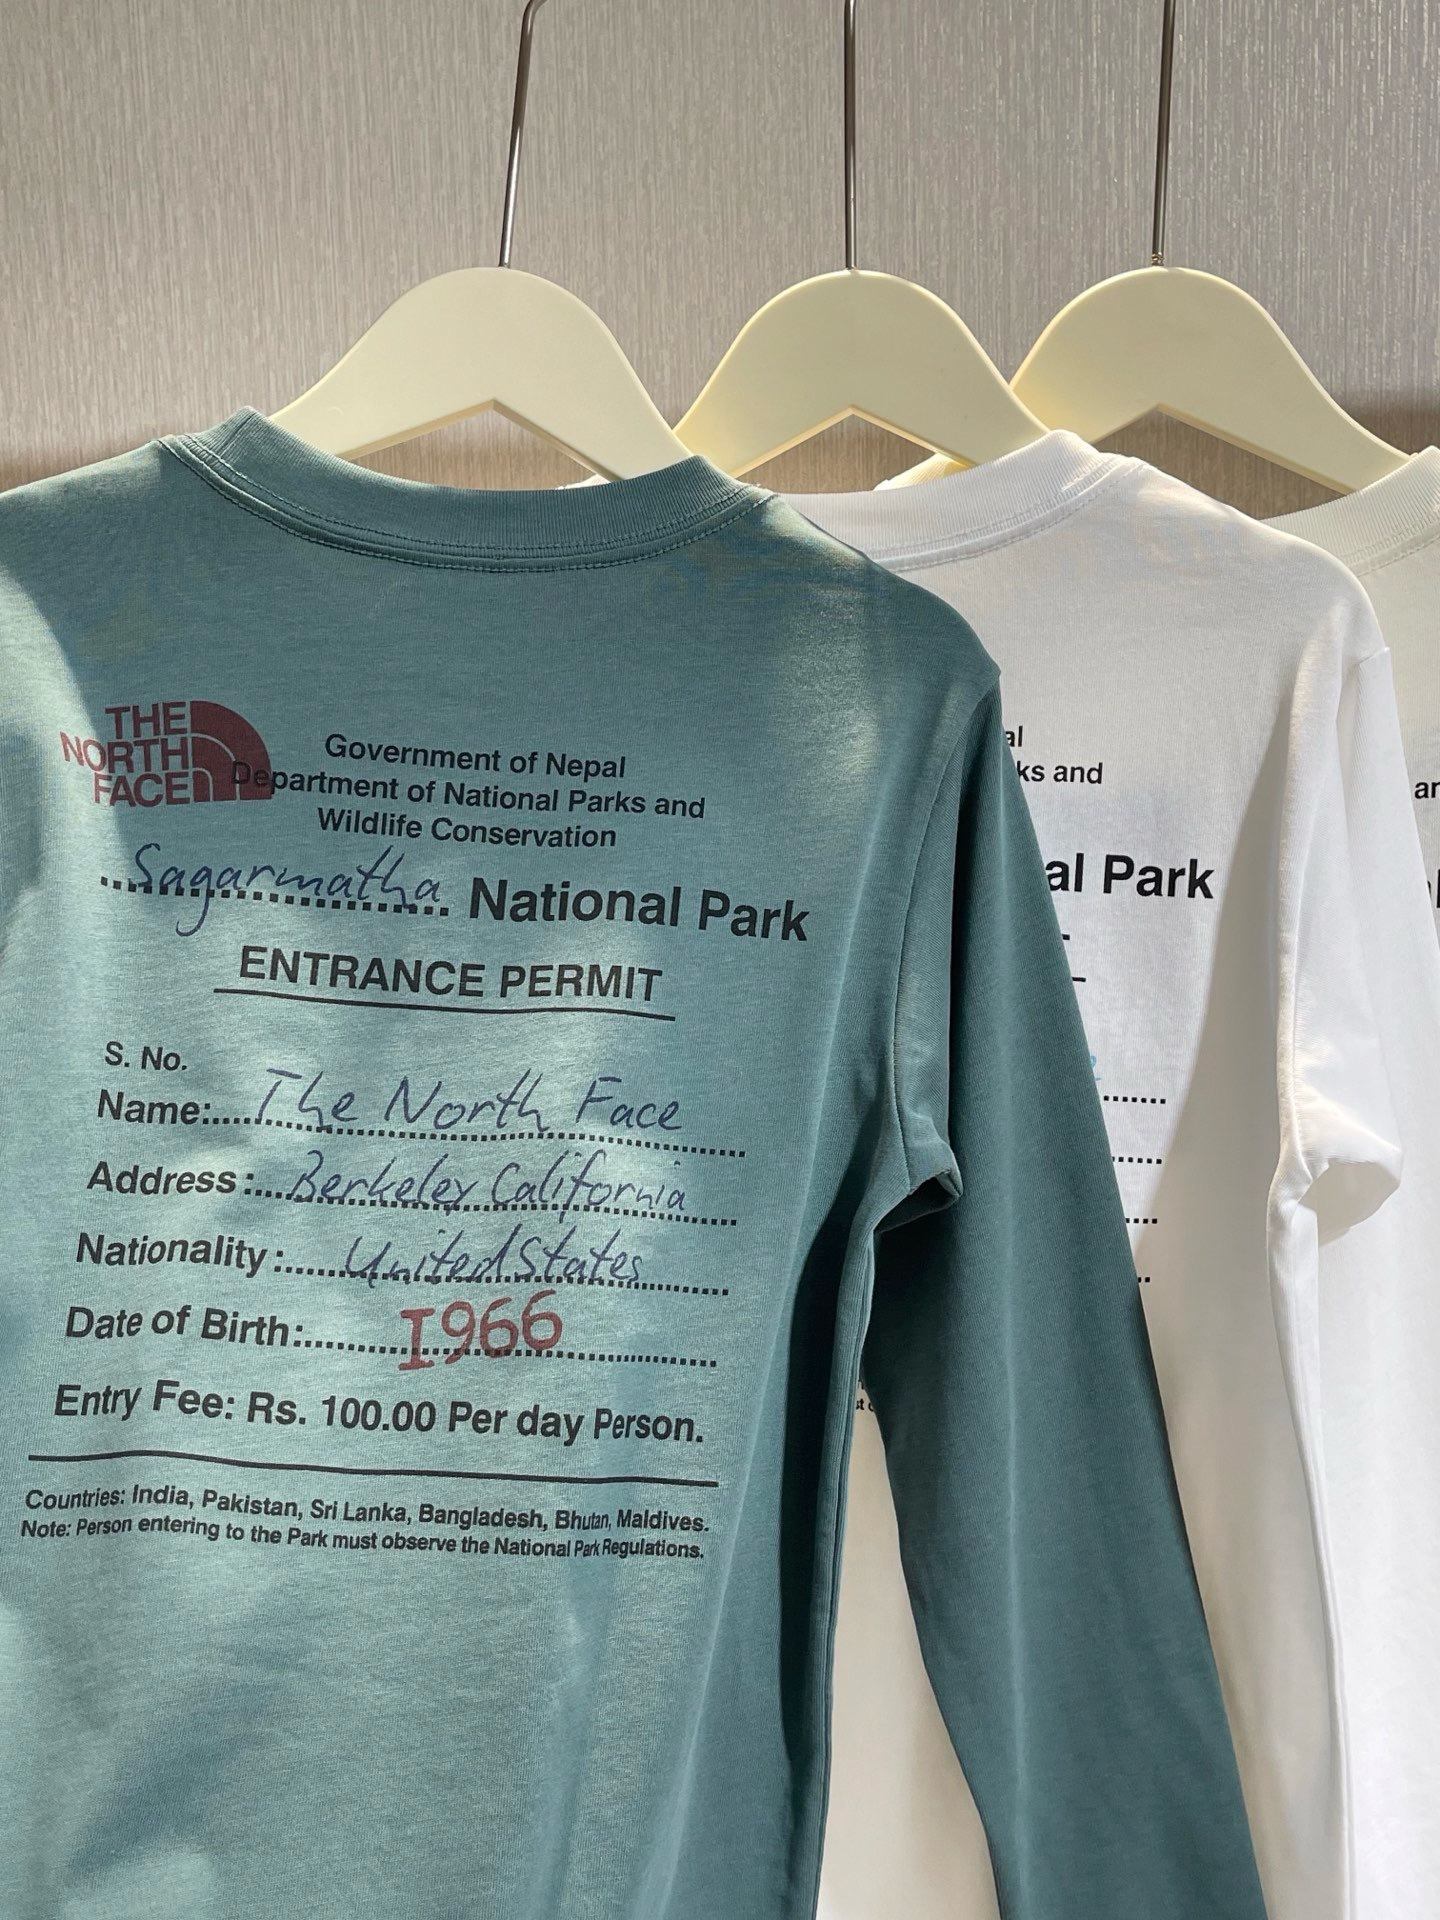 THE
NORTH
FACE
Government of Nepal
Department of National Parks and
Wildlife Conservation
Sagarmatha National Park
ENTRANCE PERMIT
S. No.
Name:....The North Face
Address:....Berkeley California
Nationality:......United States
Date of Birth:.........1966
Entry Fee: Rs. 100.00 Per day Person.
Countries: India, Pakistan, Sri Lanka, Bangladesh, Bhutan, Maldives.
Note: Person entering to the Park must observe the National Park Regulations.
al
ks and
al Park